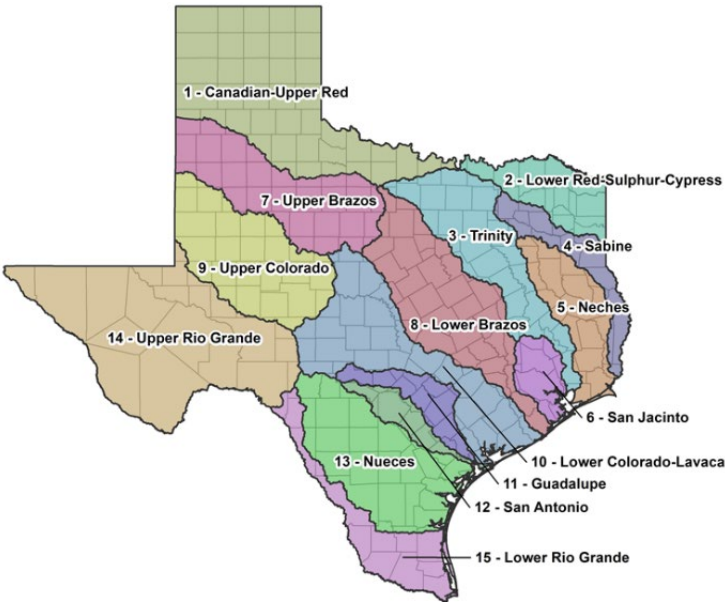 1 - Canadian-Upper Red
2 - Lower Red-Sulphur-Cypress
7 - Upper Brazos
3 - Trinity
4 - Sabine
9 - Upper Colorado
5 - Neches
8 - Lower Brazos
14 - Upper Rio Grande
6 - San Jacinto
13 - Nueces
10 - Lower Colorado-Lavaca
11 - Guadalupe
12 - San Antonio
15 - Lower Rio Grande